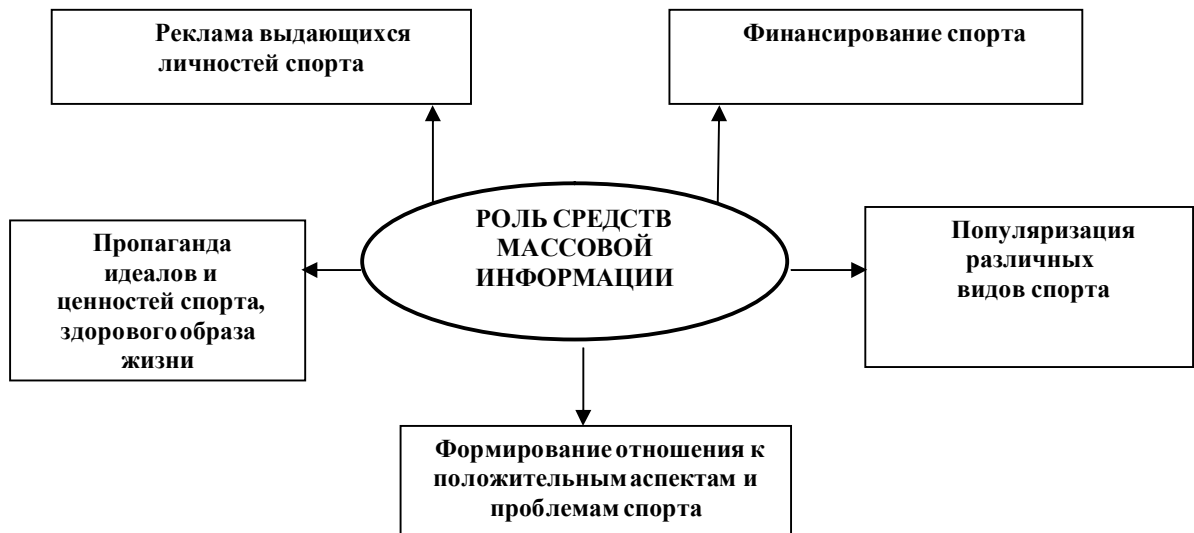 Реклама выдающихся
личностей спорта
Финансирование спорта
РОЛЬ СРЕДСТВ
МАССОВОЙ
ИНФОРМАЦИИ
Пропаганда
идеалов и
ценностей спорта,
здорового образа
жизни
Популяризация
различных
видов спорта
Формирование отношения к
положительным аспектам и
проблемам спорта